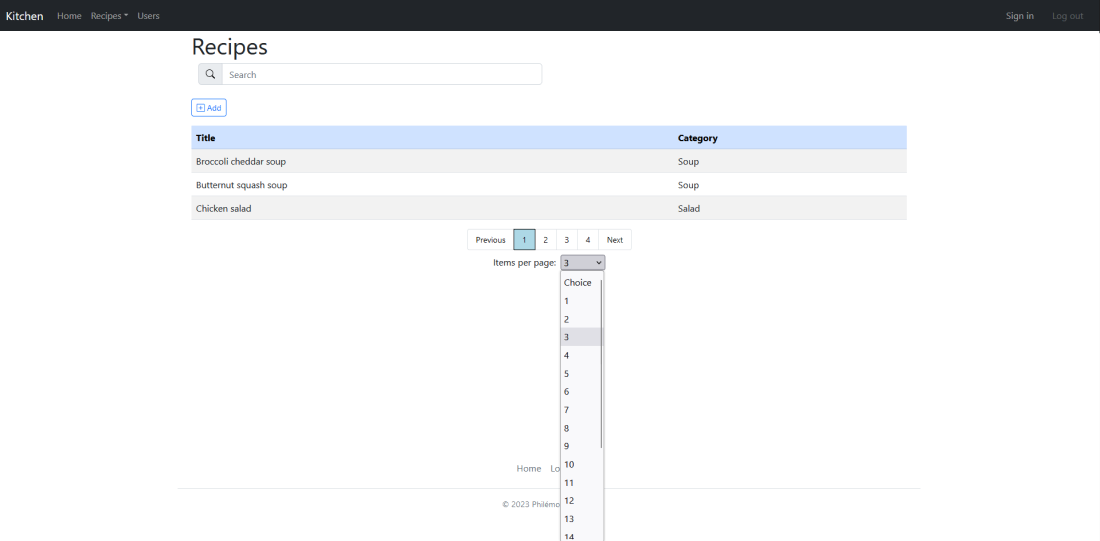 Kitchen Home Recipes Users Sign in Log out
Recipes
Search
Add
Title Category
Broccoli cheddar soup Soup
Butternut squash soup Soup
Chicken salad Salad
Previous 1 2 3 4 Next
Items per page: 3
Choice
1
2
3
4
5
6
7
8
9
10
11
12
13
14
Home Lo
© 2023 Philémo